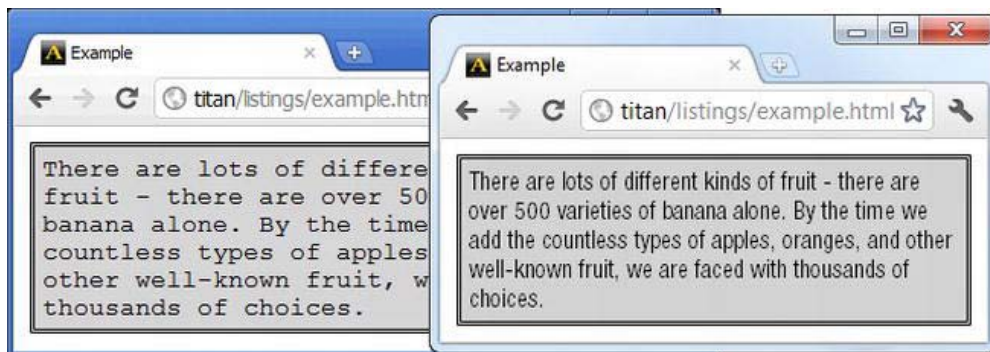 Example
titan/listings/example.htm
There are lots of differe
fruit - there are over 50
banana alone. By the time
countless types of apples
other well-known fruit, w
thousands of choices.
Example
titan/listings/example.html
There are lots of different kinds of fruit - there are
over 500 varieties of banana alone. By the time we
add the countless types of apples, oranges, and other
well-known fruit, we are faced with thousands of
choices.